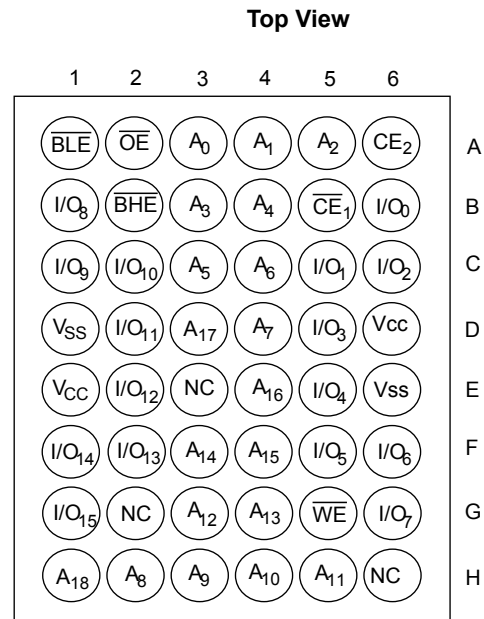 Top View
1 2 3 4 5 6
BLE OE A0 A1 A2 CE2 A
I/O8 BHE A3 A4 CE1 I/O0 B
I/O9 I/O10 A5 A6 I/O1 I/O2 C
VSS I/O11 A17 A7 I/O3 Vcc D
VCC I/O12 NC A16 I/O4 Vss E
I/O14 I/O13 A14 A15 I/O5 I/O6 F
I/O15 NC A12 A13 WE I/O7 G
A18 A8 A9 A10 A11 NC H